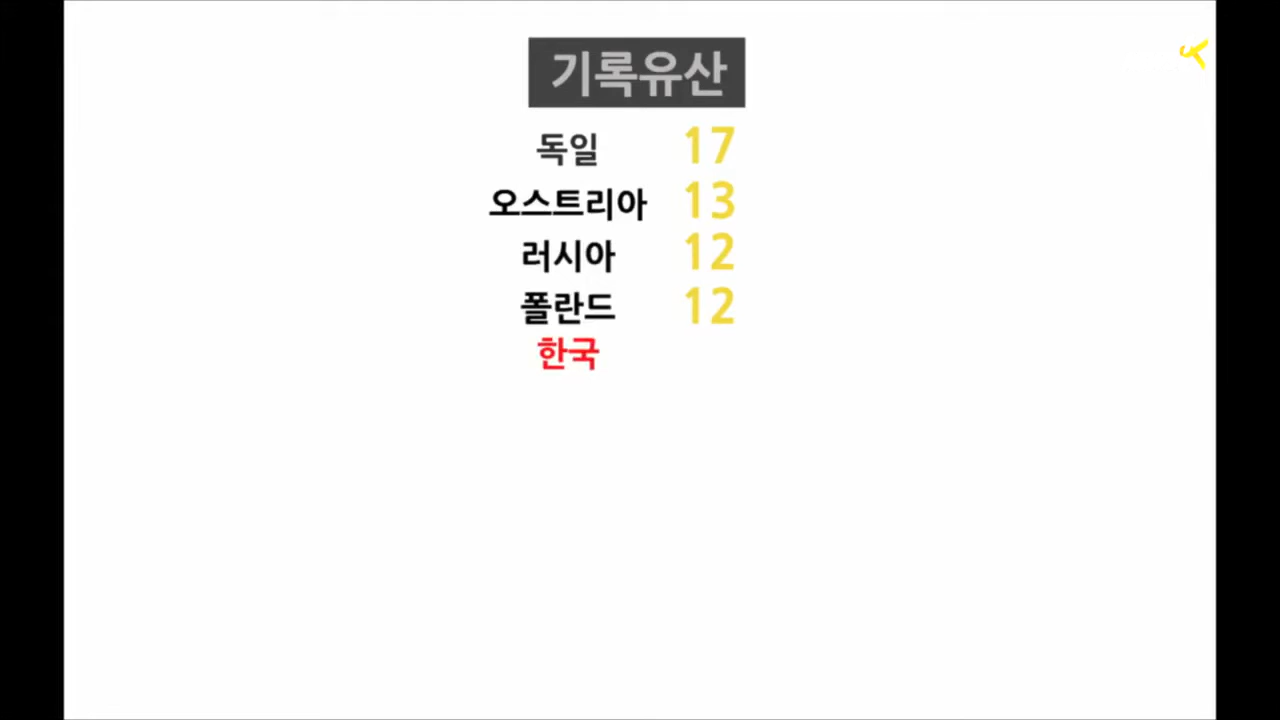 기록유산
독일 17
오스트리아 13
러시아 12
폴란드 12
한국